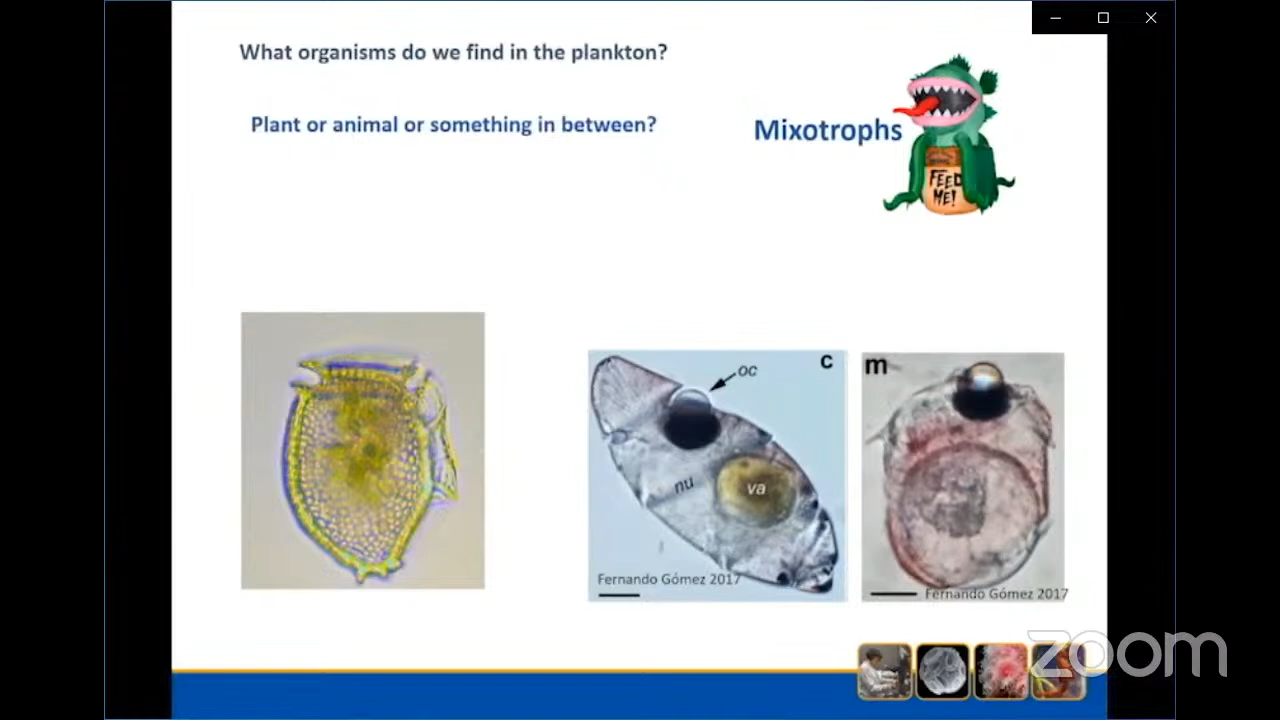 What organisms do we find in the plankton?
Plant or animal or something in between?
Mixotrophs
FEED
ME!
c
oc
nu
va
Fernando Gómez 2017
m
Fernando Gómez 2017
zoom